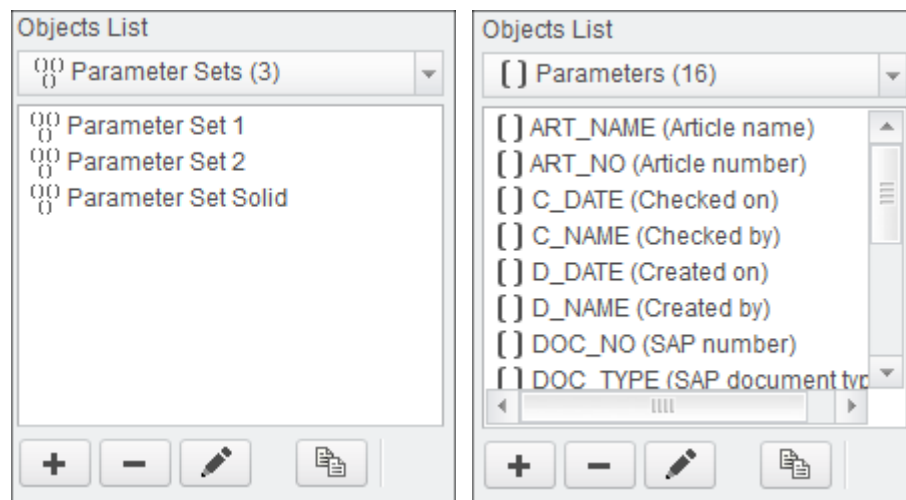 Objects List
Parameter Sets (3)
Parameter Set 1
Parameter Set 2
Parameter Set Solid
Objects List
[ ] Parameters (16)
[ ] ART_NAME (Article name)
[ ] ART_NO (Article number)
[ ] C_DATE (Checked on)
[ ] C_NAME (Checked by)
[ ] D_DATE (Created on)
[ ] D_NAME (Created by)
[ ] DOC_NO (SAP number)
[ ] DOC_TYPE (SAP document typ